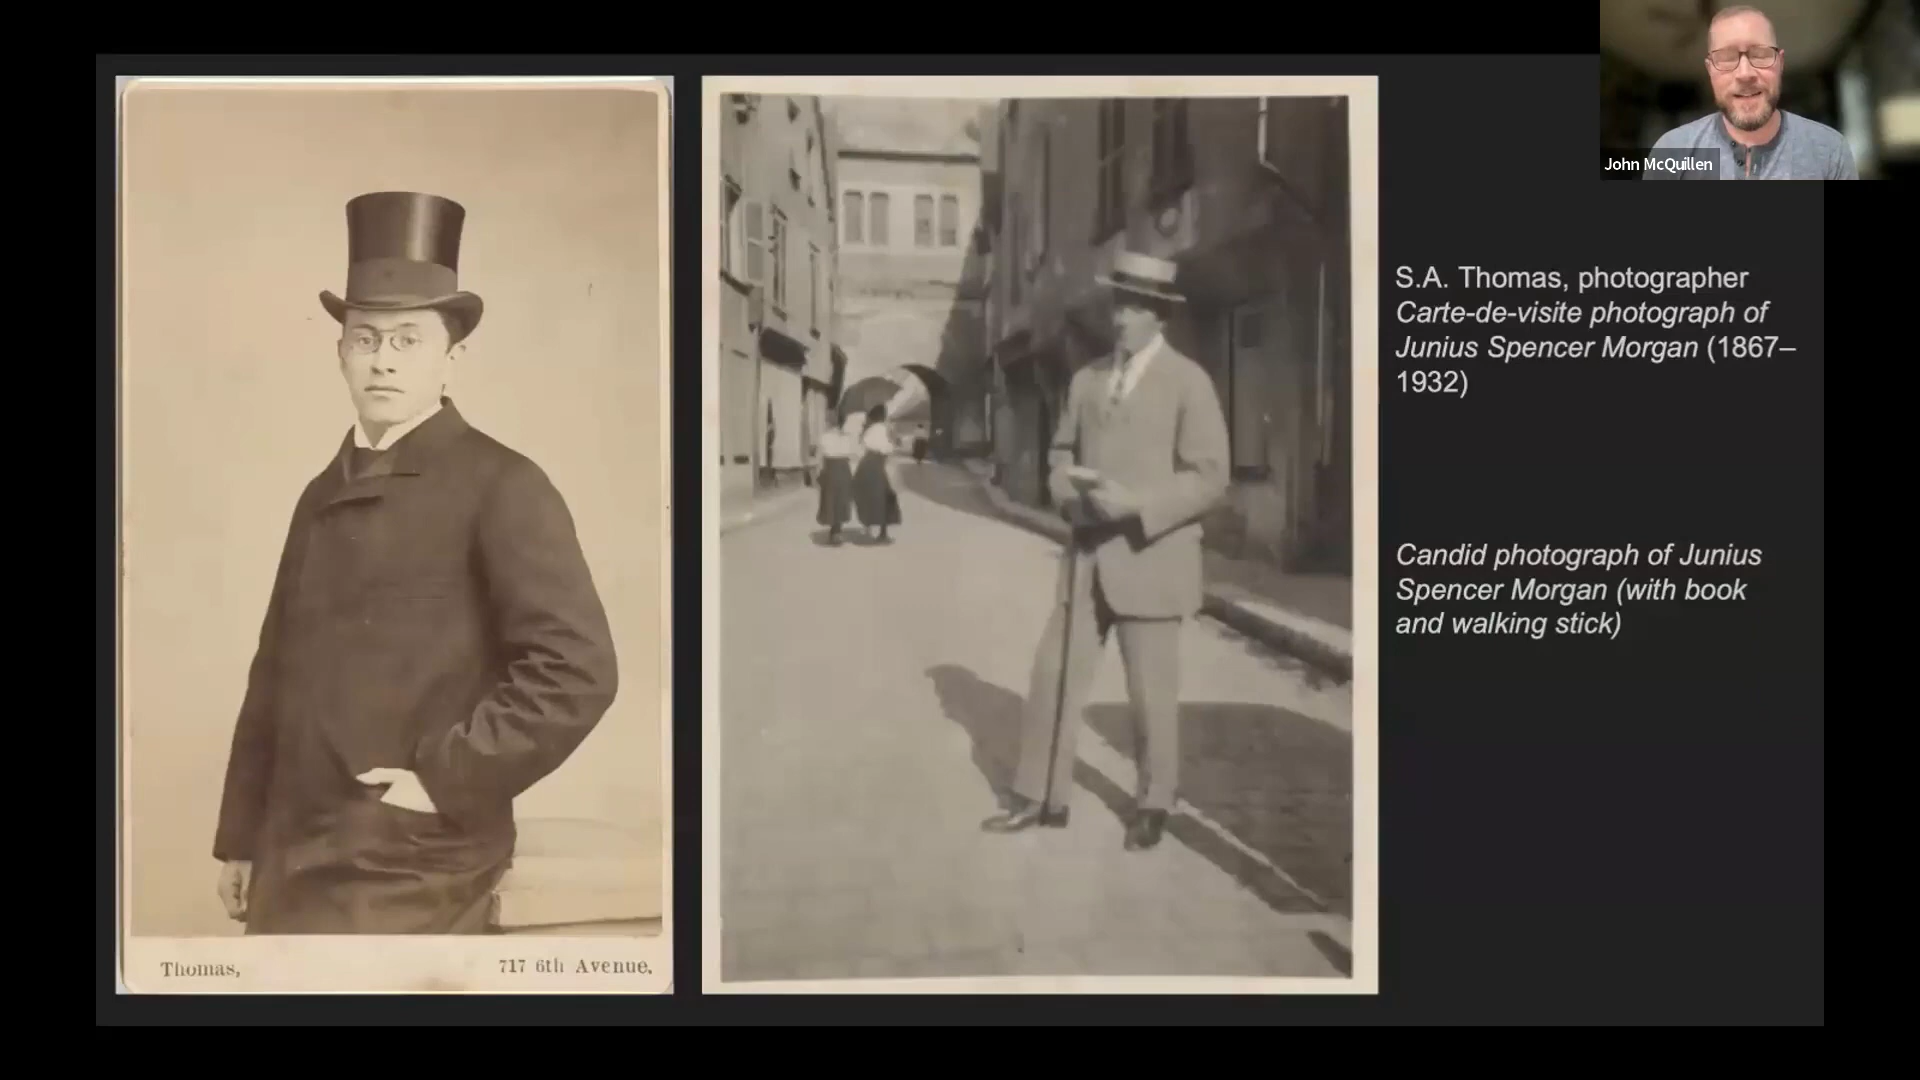 John McQuillen
S.A. Thomas, photographer
Carte-de-visite photograph of
Junius Spencer Morgan (1867–
1932)
Candid photograph of Junius
Spencer Morgan (with book
and walking stick)
Thomas,
717 6th Avenue.